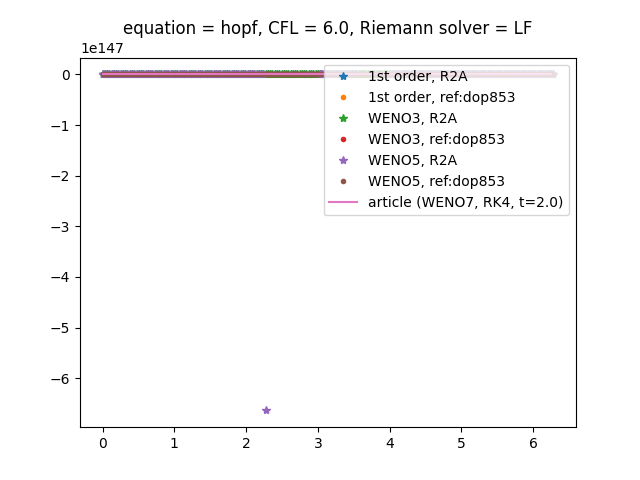 equation = hopf, CFL = 6.0, Riemann solver = LF
1e147
0
−1
−2
−3
−4
−5
−6
1st order, R2A
1st order, ref:dop853
WENO3, R2A
WENO3, ref:dop853
WENO5, R2A
WENO5, ref:dop853
article (WENO7, RK4, t=2.0)
0 1 2 3 4 5 6